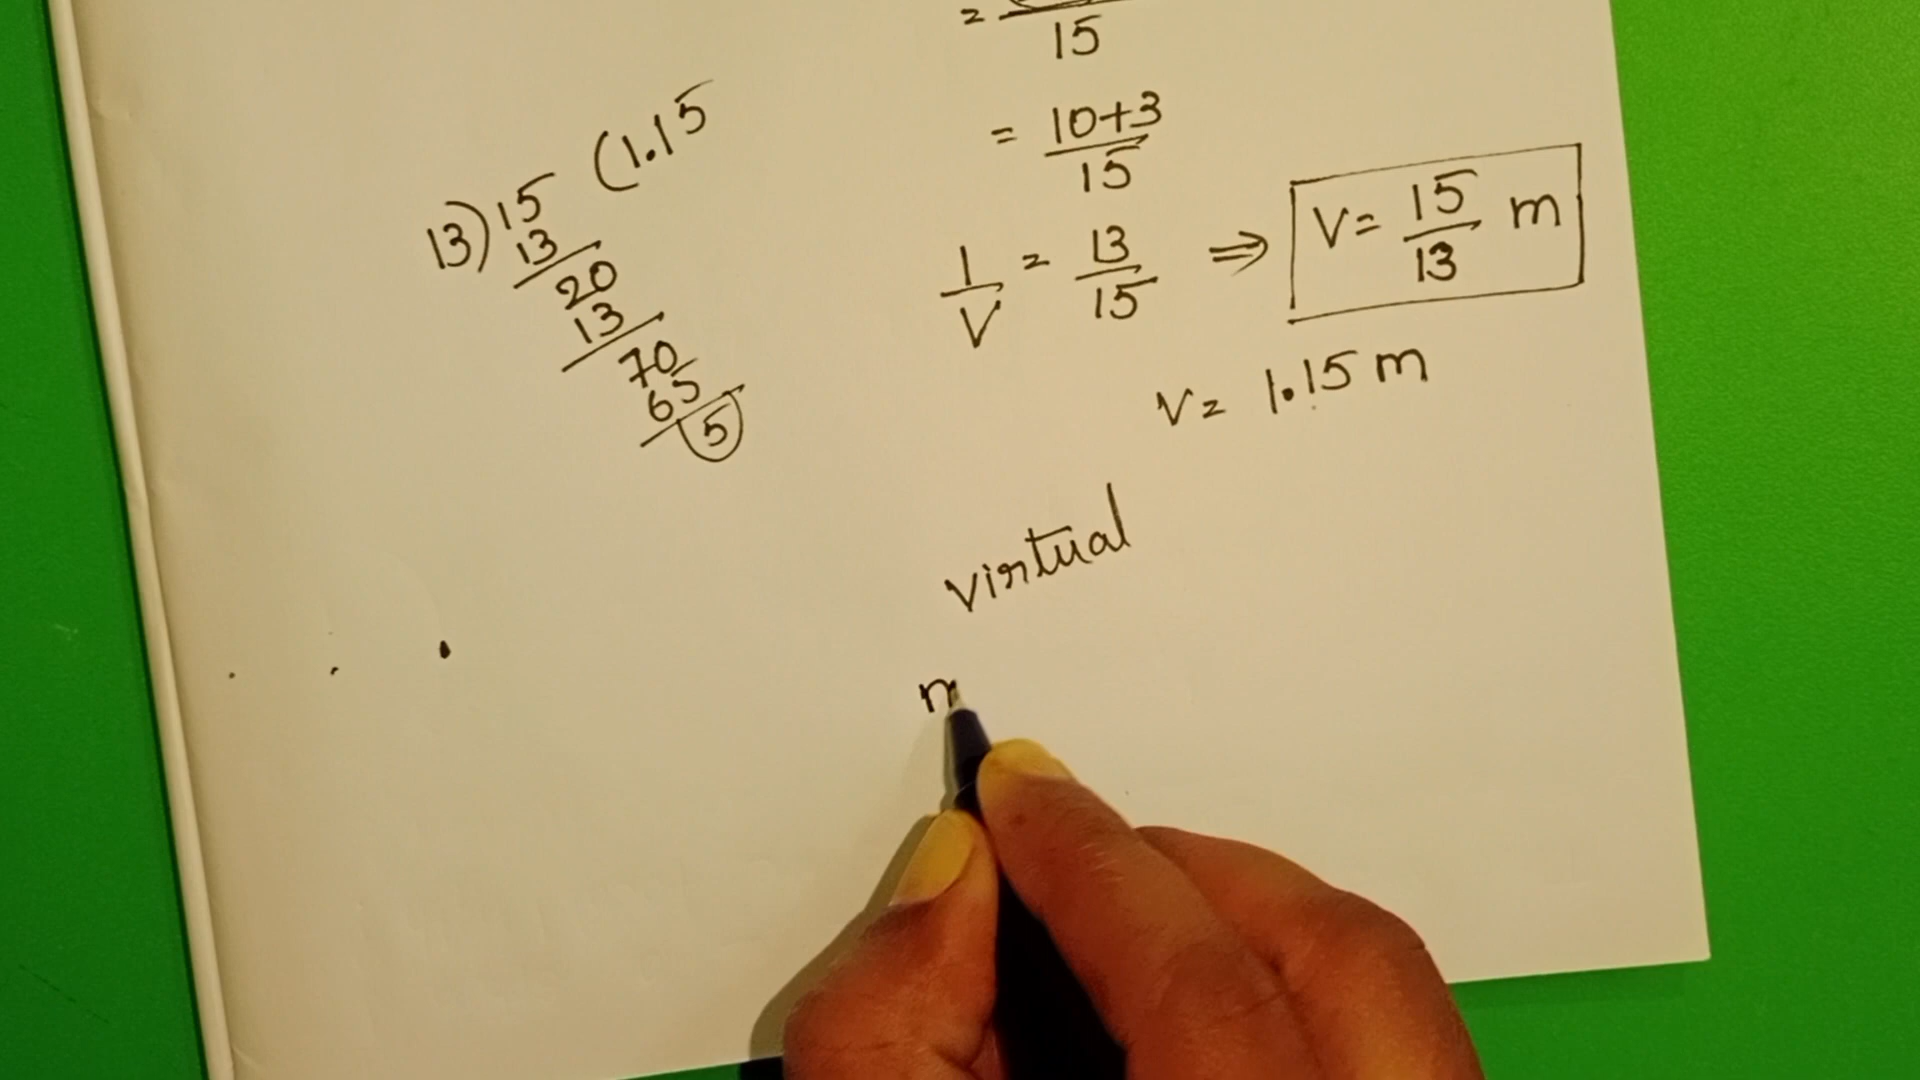 = 15
= 10+3
15
1/V = 13/15 ⇒ V = 15/13 m
V = 1.15 m
13)15(1.15
13
20
13
70
65
5
virtual
m